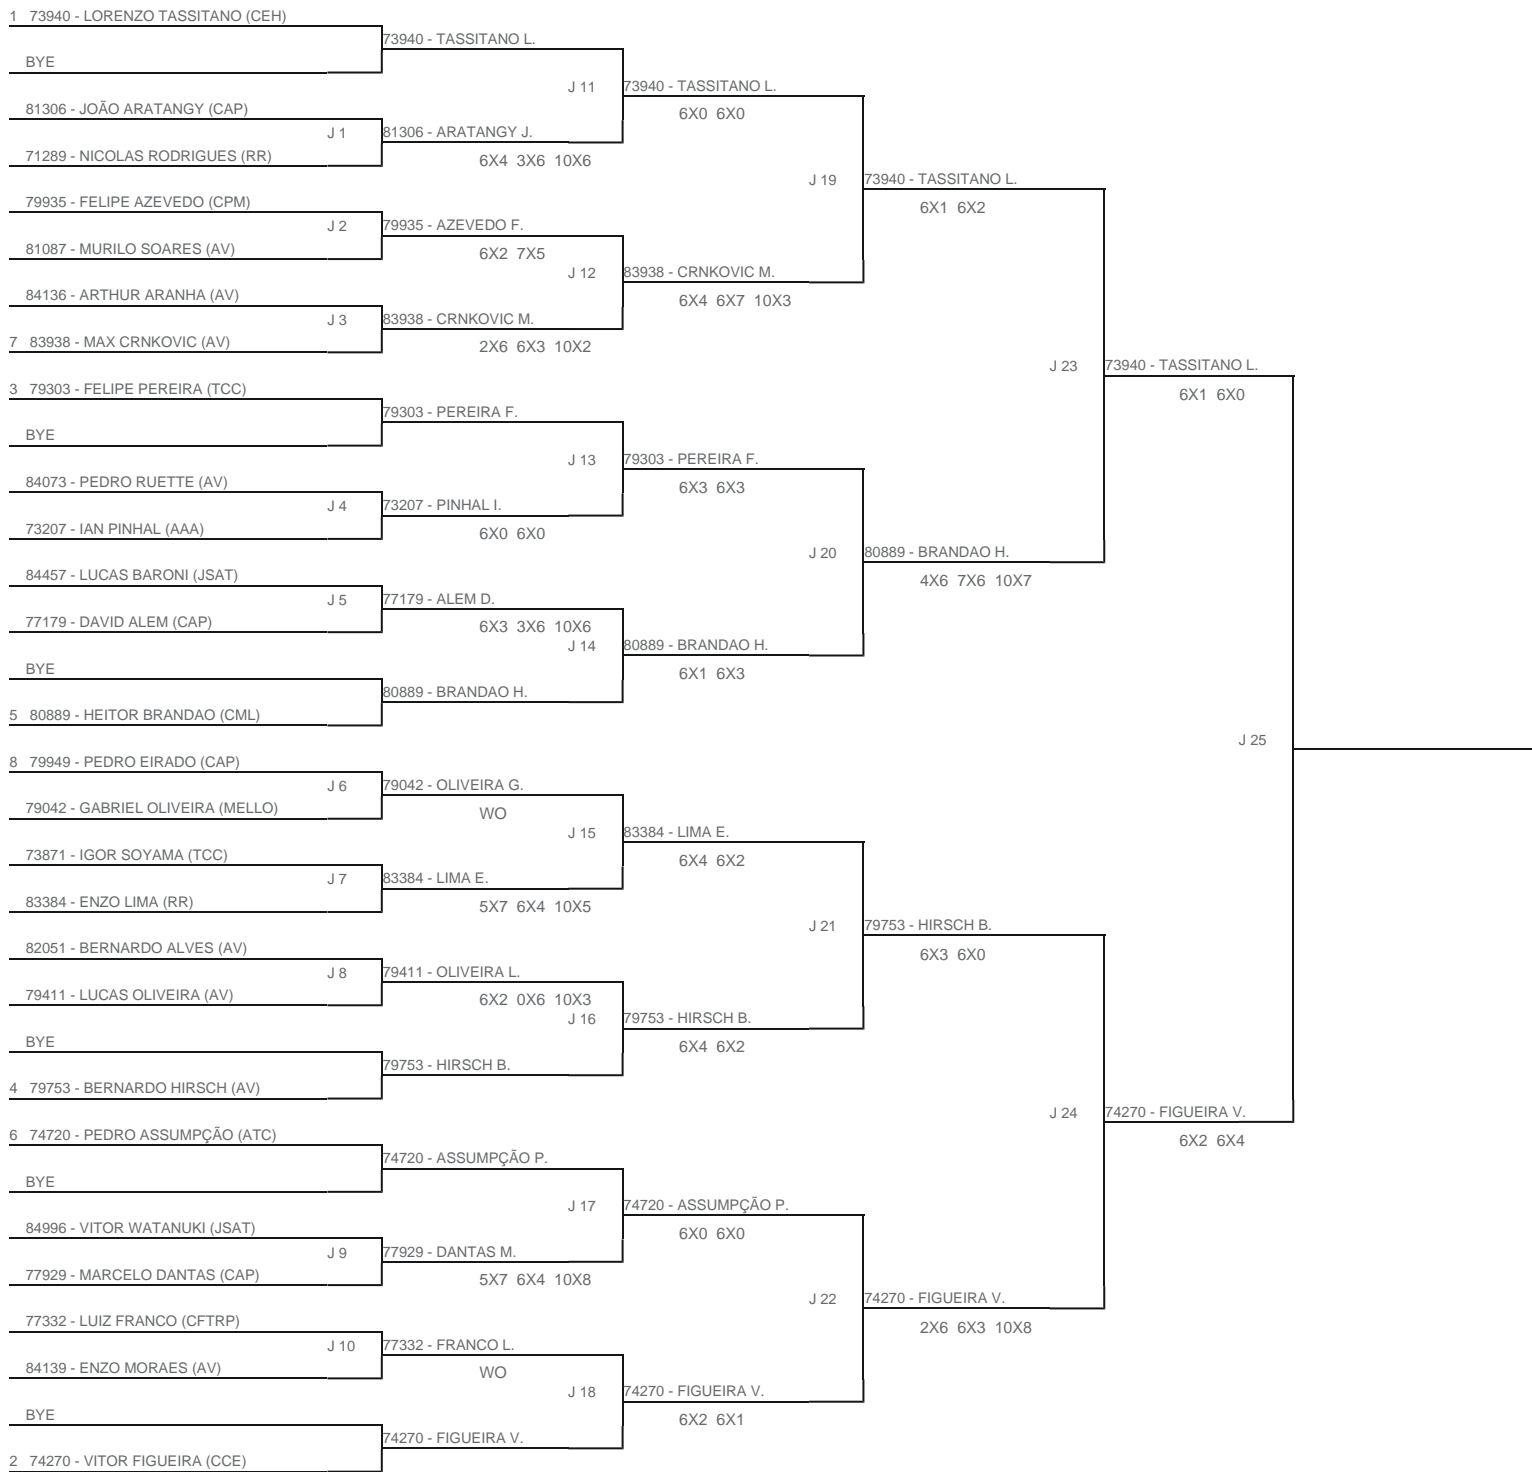 1 73940 - LORENZO TASSITANO (CEH)
73940 - TASSITANO L.
BYE
J 11
73940 - TASSITANO L.
6X0 6X0
81306 - JOÃO ARATANGY (CAP)
J 1
81306 - ARATANGY J.
71289 - NICOLAS RODRIGUES (RR)
6X4 3X6 10X6
J 19
73940 - TASSITANO L.
6X1 6X2
79935 - FELIPE AZEVEDO (CPM)
J 2
79935 - AZEVEDO F.
81087 - MURILO SOARES (AV)
6X2 7X5
J 12
83938 - CRNKOVIC M.
6X4 6X7 10X3
84136 - ARTHUR ARANHA (AV)
J 3
83938 - CRNKOVIC M.
7 83938 - MAX CRNKOVIC (AV)
2X6 6X3 10X2
J 23
73940 - TASSITANO L.
6X1 6X0
3 79303 - FELIPE PEREIRA (TCC)
79303 - PEREIRA F.
BYE
J 13
79303 - PEREIRA F.
6X3 6X3
84073 - PEDRO RUETTE (AV)
J 4
73207 - PINHAL I.
73207 - IAN PINHAL (AAA)
6X0 6X0
J 20
80889 - BRANDAO H.
4X6 7X6 10X7
84457 - LUCAS BARONI (JSAT)
J 5
77179 - ALEM D.
77179 - DAVID ALEM (CAP)
6X3 3X6 10X6
J 14
80889 - BRANDAO H.
6X1 6X3
BYE
80889 - BRANDAO H.
5 80889 - HEITOR BRANDAO (CML)
J 25
8 79949 - PEDRO EIRADO (CAP)
J 6
79042 - OLIVEIRA G.
79042 - GABRIEL OLIVEIRA (MELLO)
WO
J 15
83384 - LIMA E.
6X4 6X2
73871 - IGOR SOYAMA (TCC)
J 7
83384 - LIMA E.
83384 - ENZO LIMA (RR)
5X7 6X4 10X5
J 21
79753 - HIRSCH B.
6X3 6X0
82051 - BERNARDO ALVES (AV)
J 8
79411 - OLIVEIRA L.
79411 - LUCAS OLIVEIRA (AV)
6X2 0X6 10X3
J 16
79753 - HIRSCH B.
6X4 6X2
BYE
79753 - HIRSCH B.
4 79753 - BERNARDO HIRSCH (AV)
J 24
74270 - FIGUEIRA V.
6X2 6X4
6 74720 - PEDRO ASSUMPÇÃO (ATC)
74720 - ASSUMPÇÃO P.
BYE
J 17
74720 - ASSUMPÇÃO P.
6X0 6X0
84996 - VITOR WATANUKI (JSAT)
J 9
77929 - DANTAS M.
77929 - MARCELO DANTAS (CAP)
5X7 6X4 10X8
J 22
74270 - FIGUEIRA V.
2X6 6X3 10X8
77332 - LUIZ FRANCO (CFTRP)
J 10
77332 - FRANCO L.
84139 - ENZO MORAES (AV)
WO
J 18
74270 - FIGUEIRA V.
6X2 6X1
BYE
74270 - FIGUEIRA V.
2 74270 - VITOR FIGUEIRA (CCE)